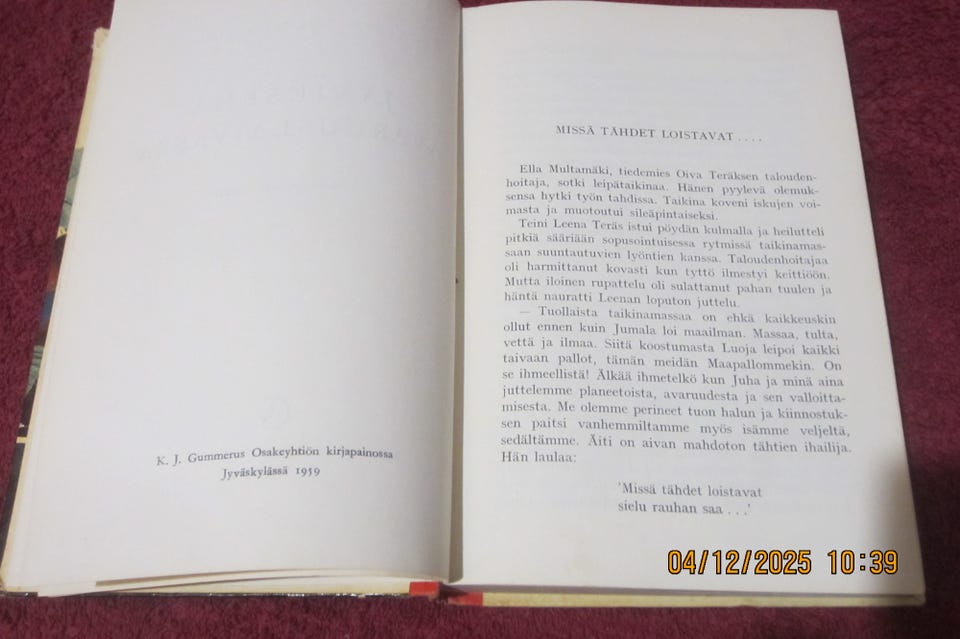 K. J. Gummerus Osakeyhtiön kirjapainossa
Jyväskylässä 1959
MISSÄ TÄHDET LOISTAVAT . . . .
Ella Multamäki, tiedemies Oiva Teräksen talouden-
hoitaja, sotki leipätaikinaa. Hänen pyylevä olemuk-
sensa hytki työn tahdissa. Taikina koveni iskujen voi-
masta ja muotoutui sileäpintaiseksi.
Teini Leena Teräs istui pöydän kulmalla ja heilutteli
pitkiä sääriään sopusointuisessa rytmissä taikinamas-
saan suuntautuvien lyöntien kanssa. Taloudenhoitajaa
oli harmittanut kovasti kun tyttö ilmestyi keittiöön.
Mutta iloinen rupattelu oli sulattanut pahan tuulen ja
häntä nauratti Leenan loputon juttelu.
— Tuollaista taikinamassaa on ehkä kaikkeuskin
ollut ennen kuin Jumala loi maailman. Massaa, tulta,
vettä ja ilmaa. Siitä koostumasta Luoja leipoi kaikki
taivaan pallot, tämän meidän Maapallommekin. On
se ihmeellistä! Älkää ihmetelkö kun Juha ja minä aina
juttelemme planeetoista, avaruudesta ja sen valloitta-
misesta. Me olemme perineet tuon halun ja kiinnostuk-
sen paitsi vanhemmiltamme myös isämme veljeltä,
sedältämme. Äiti on aivan mahdoton tähtien ihailija.
Hän laulaa:
'Missä tähdet loistavat
sielu rauhan saa . . .'
04/12/2025 10:39